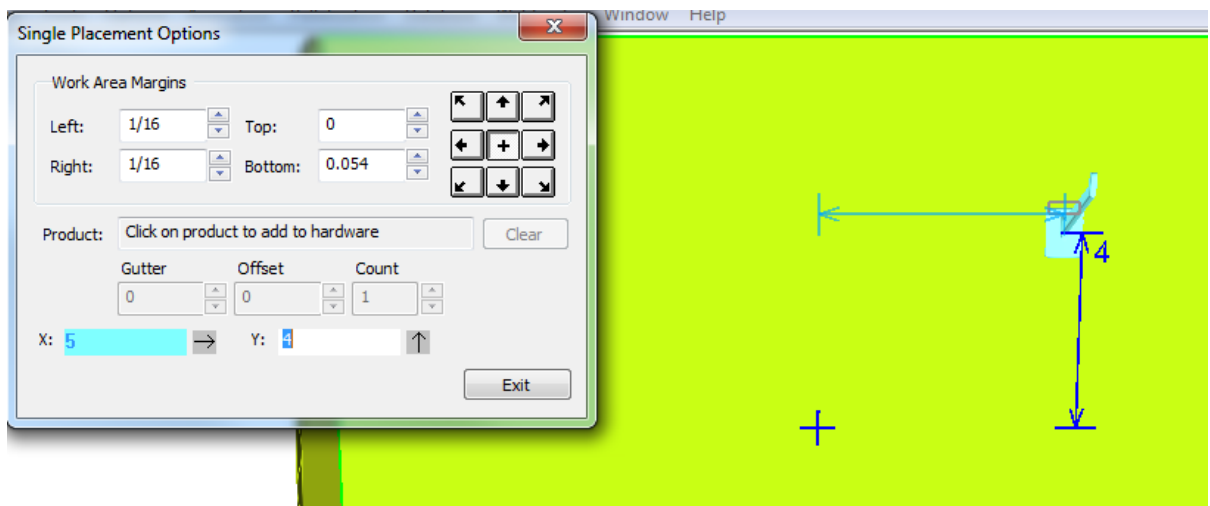 Window Help
Single Placement Options
Work Area Margins
Left: 1/16 Top: 0
Right: 1/16 Bottom: 0.054
Product: Click on product to add to hardware Clear
Gutter Offset Count
0 0 1
X: 5 Y: 4
Exit
4